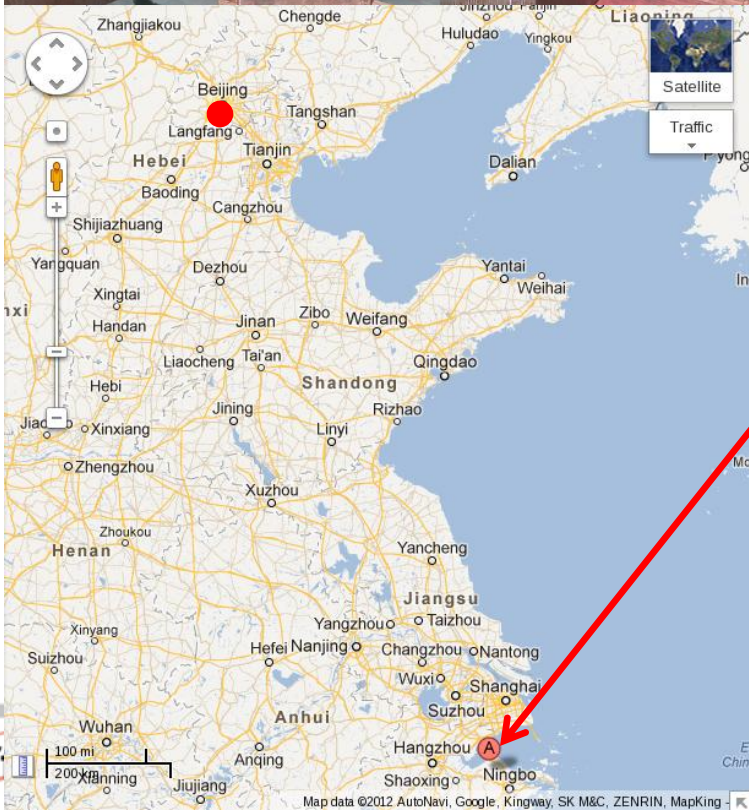 Jinzhou
Panjin
Liaoning
Zhangjiakou
Chengde
Huludao
Yingkou
Beijing
Satellite
Langfang
Tangshan
Traffic
Tianjin
Hebei
Dalian
Baoding
Cangzhou
Shijiazhuang
Yangquan
Dezhou
Yantai
Weihai
Xingtai
Handan
Jinan
Zibo
Weifang
Liaocheng
Tai'an
Qingdao
Hebi
Shandong
Jining
Rizhao
Xinxiang
Linyi
Zhengzhou
Xuzhou
Zhoukou
Henan
Yancheng
Jiangsu
Xinyang
Yangzhou
Taizhou
Suizhou
Hefei
Nanjing
Changzhou
Nantong
Wuxi
Shanghai
Suzhou
Anhui
Wuhan
Hangzhou
A
100 mi
Anqing
200 km
Xianning
Jiujiang
Shaoxing
Ningbo
Map data ©2012 AutoNavi, Google, Kingway, SK M&C, ZENRIN, MapKing -